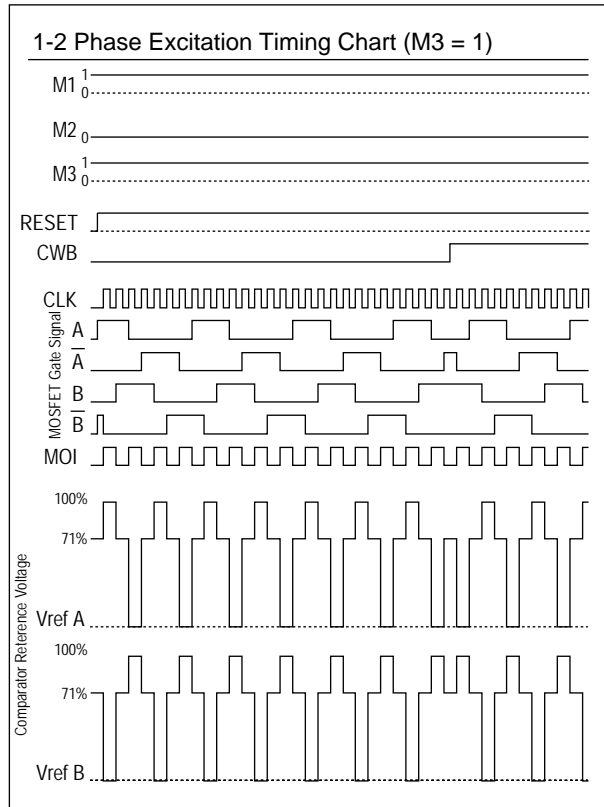 1-2 Phase Excitation Timing Chart (M3 = 1)
M1 1
0
M2 0
M3 1
0
RESET
CWB
CLK
MOSFET Gate Signal
A
A̅
B
B̅
MOI
Comparator Reference Voltage
100%
71%
Vref A
100%
71%
Vref B